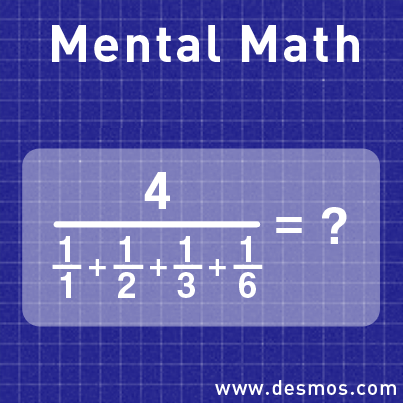 Mental Math
4
1/1 + 1/2 + 1/3 + 1/6 = ?
www.desmos.com